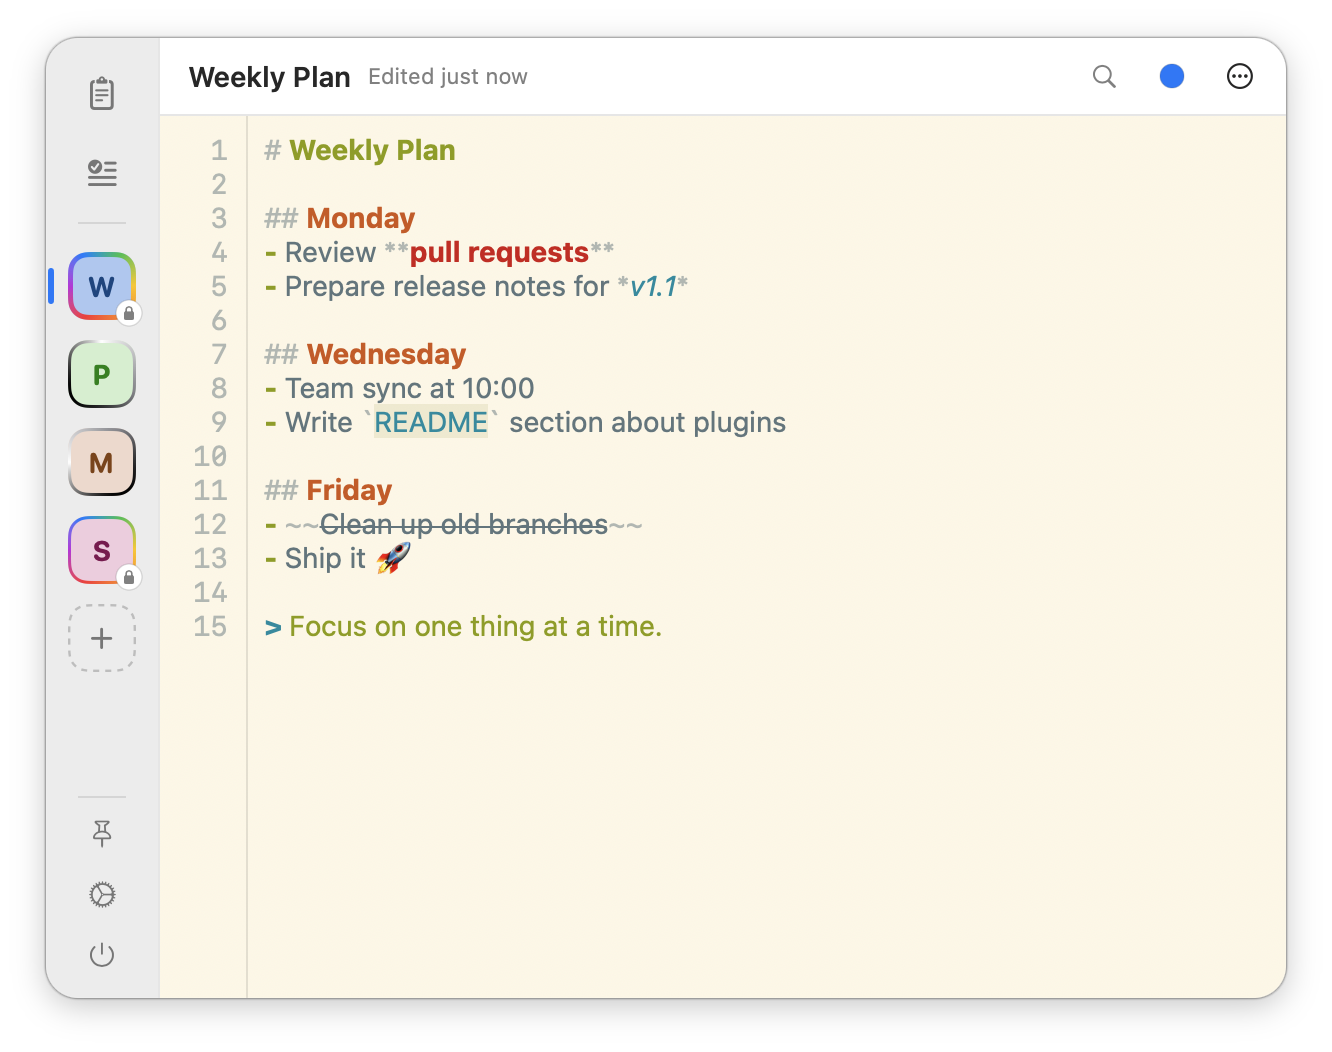 Weekly Plan Edited just now
W
P
M
S
1 # Weekly Plan
2
3 ## Monday
4 - Review **pull requests**
5 - Prepare release notes for *v1.1*
6
7 ## Wednesday
8 - Team sync at 10:00
9 - Write `README` section about plugins
10
11 ## Friday
12 - ~~Clean up old branches~~
13 - Ship it 🚀
14
15 > Focus on one thing at a time.